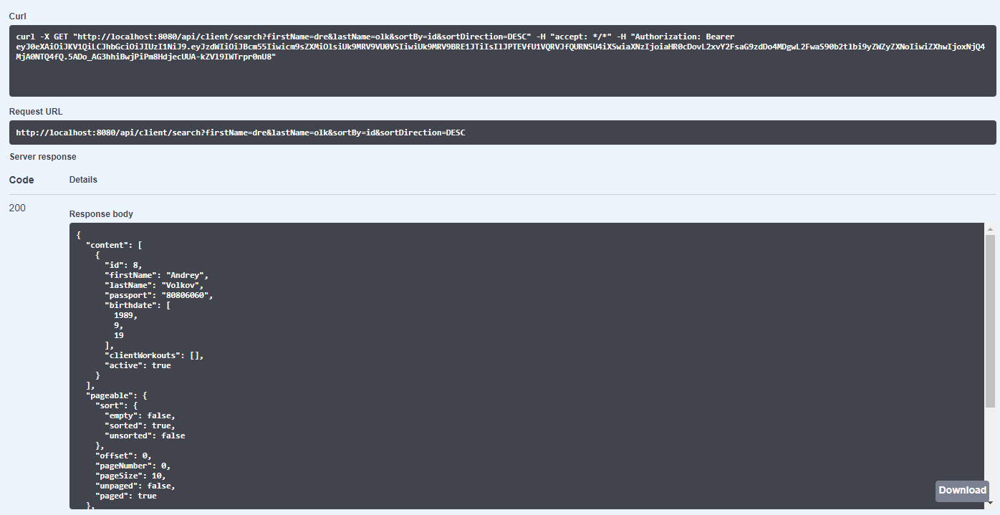 Curl
curl -X GET "http://localhost:8080/api/client/search?firstName=dre&lastName=olk&sortBy=id&sortDirection=DESC" -H "accept: */*" -H "Authorization: Bearer
eyJ0eXAiOiJKV1QiLCJhbGciOiJIUzI1NiJ9.eyJzdWIiOiJBcm55Iiwicm9sZXMiOlsiUk9MRV9VU0VSIiwiUk9MRV9BRE1JTiIsIlJPTEVfU1VQRVJfQURNSU4iXSwiaXNzIjoiaHR0cDovL2xvY2FsaG9zdDo4MDgwL2FwaS90b2tlbi9yZWZyZXNoIiwiZXhwIjoxNjQ4
MjA0NTQ4fQ.5ADo_AG3hhiBwjPiPm8HdjecUUA-kZVl9IWTrpr0nU8"
Request URL
http://localhost:8080/api/client/search?firstName=dre&lastName=olk&sortBy=id&sortDirection=DESC
Server response
Code Details
200
Response body
{
"content": [
{
"id": 8,
"firstName": "Andrey",
"lastName": "Volkov",
"passport": "80806060",
"birthdate": [
1989,
9,
19
],
"clientWorkouts": [],
"active": true
}
],
"pageable": {
"sort": {
"empty": false,
"sorted": true,
"unsorted": false
},
"offset": 0,
"pageNumber": 0,
"pageSize": 10,
"unpaged": false,
"paged": true
},
Download